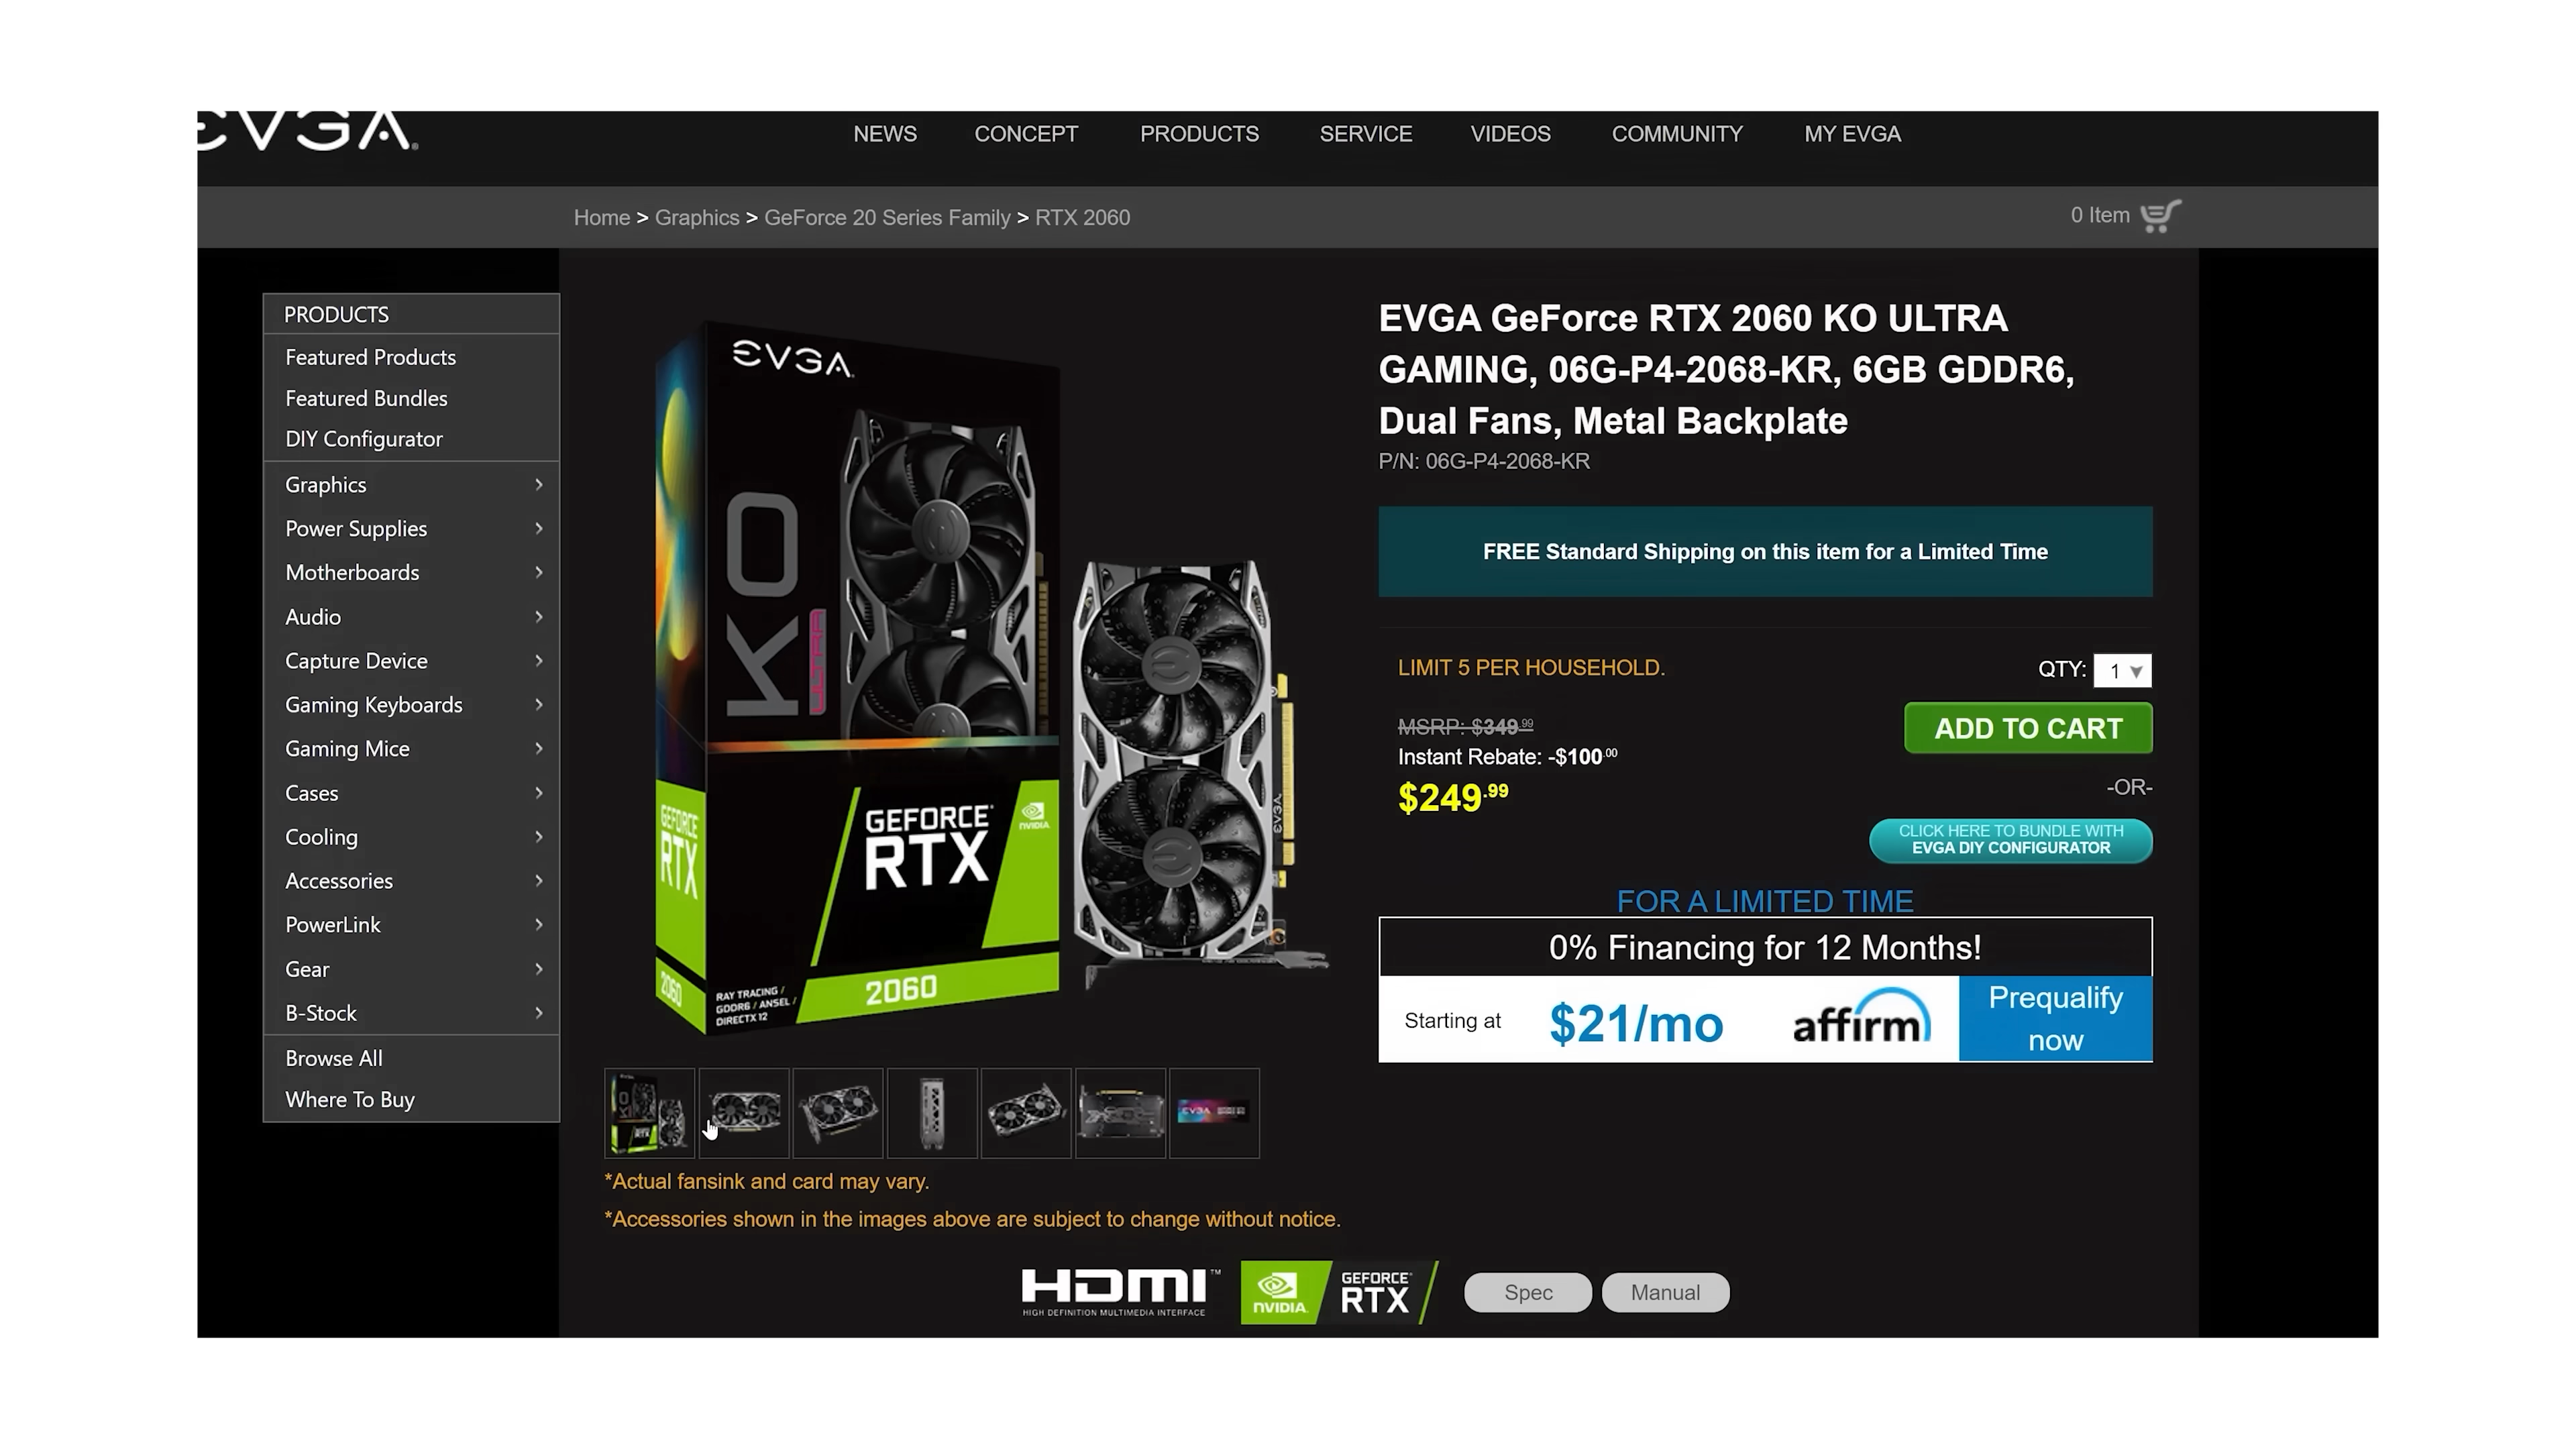 EVGA
NEWS CONCEPT PRODUCTS SERVICE VIDEOS COMMUNITY MY EVGA
Home > Graphics > GeForce 20 Series Family > RTX 2060
0 Item
PRODUCTS
Featured Products
Featured Bundles
DIY Configurator
Graphics
Power Supplies
Motherboards
Audio
Capture Device
Gaming Keyboards
Gaming Mice
Cases
Cooling
Accessories
PowerLink
Gear
B-Stock
Browse All
Where To Buy
EVGA
KO
ULTRA
GEFORCE
RTX
NVIDIA
2060
GEFORCE
RTX
2060
RAY TRACING /
GDDR6 / ANSEL /
DIRECTX 12
EVGA
*Actual fansink and card may vary.
*Accessories shown in the images above are subject to change without notice.
EVGA GeForce RTX 2060 KO ULTRA
GAMING, 06G-P4-2068-KR, 6GB GDDR6,
Dual Fans, Metal Backplate
P/N: 06G-P4-2068-KR
FREE Standard Shipping on this item for a Limited Time
LIMIT 5 PER HOUSEHOLD.
QTY: 1
MSRP: $349.99
Instant Rebate: -$100.00
$249.99
ADD TO CART
-OR-
CLICK HERE TO BUNDLE WITH
EVGA DIY CONFIGURATOR
FOR A LIMITED TIME
0% Financing for 12 Months!
Starting at $21/mo affirm
Prequalify
now
HDMI™
HIGH DEFINITION MULTIMEDIA INTERFACE
NVIDIA.
GEFORCE
RTX
Spec
Manual